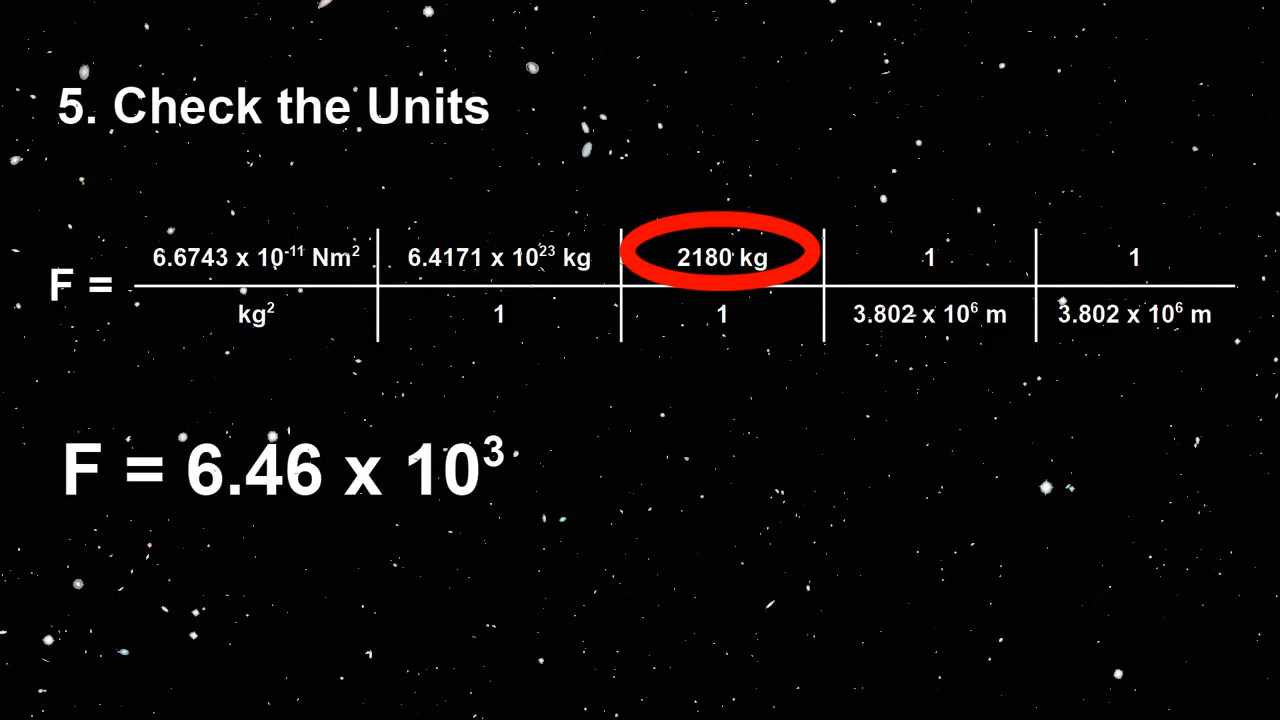 5. Check the Units
6.6743 x 10⁻¹¹ Nm² 6.4171 x 10²³ kg 2180 kg 1 1
F =
kg² 1 1 3.802 x 10⁶ m 3.802 x 10⁶ m
F = 6.46 x 10³